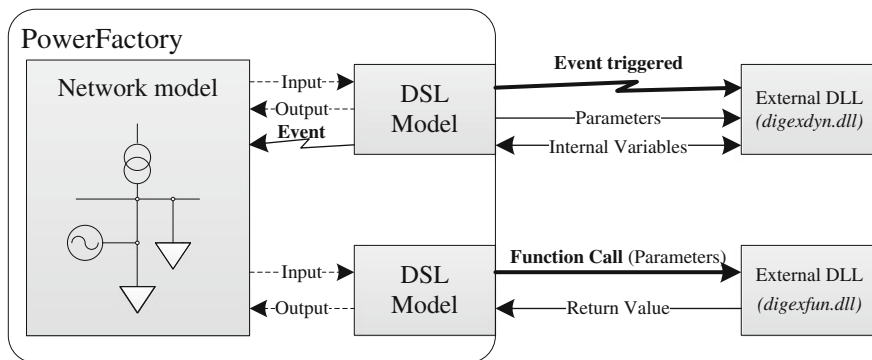 PowerFactory
Network model
Input
Output
Event
DSL
Model
Event triggered
Parameters
Internal Variables
External DLL
(digexdyn.dll)
Input
Output
DSL
Model
Function Call (Parameters)
Return Value
External DLL
(digexfun.dll)